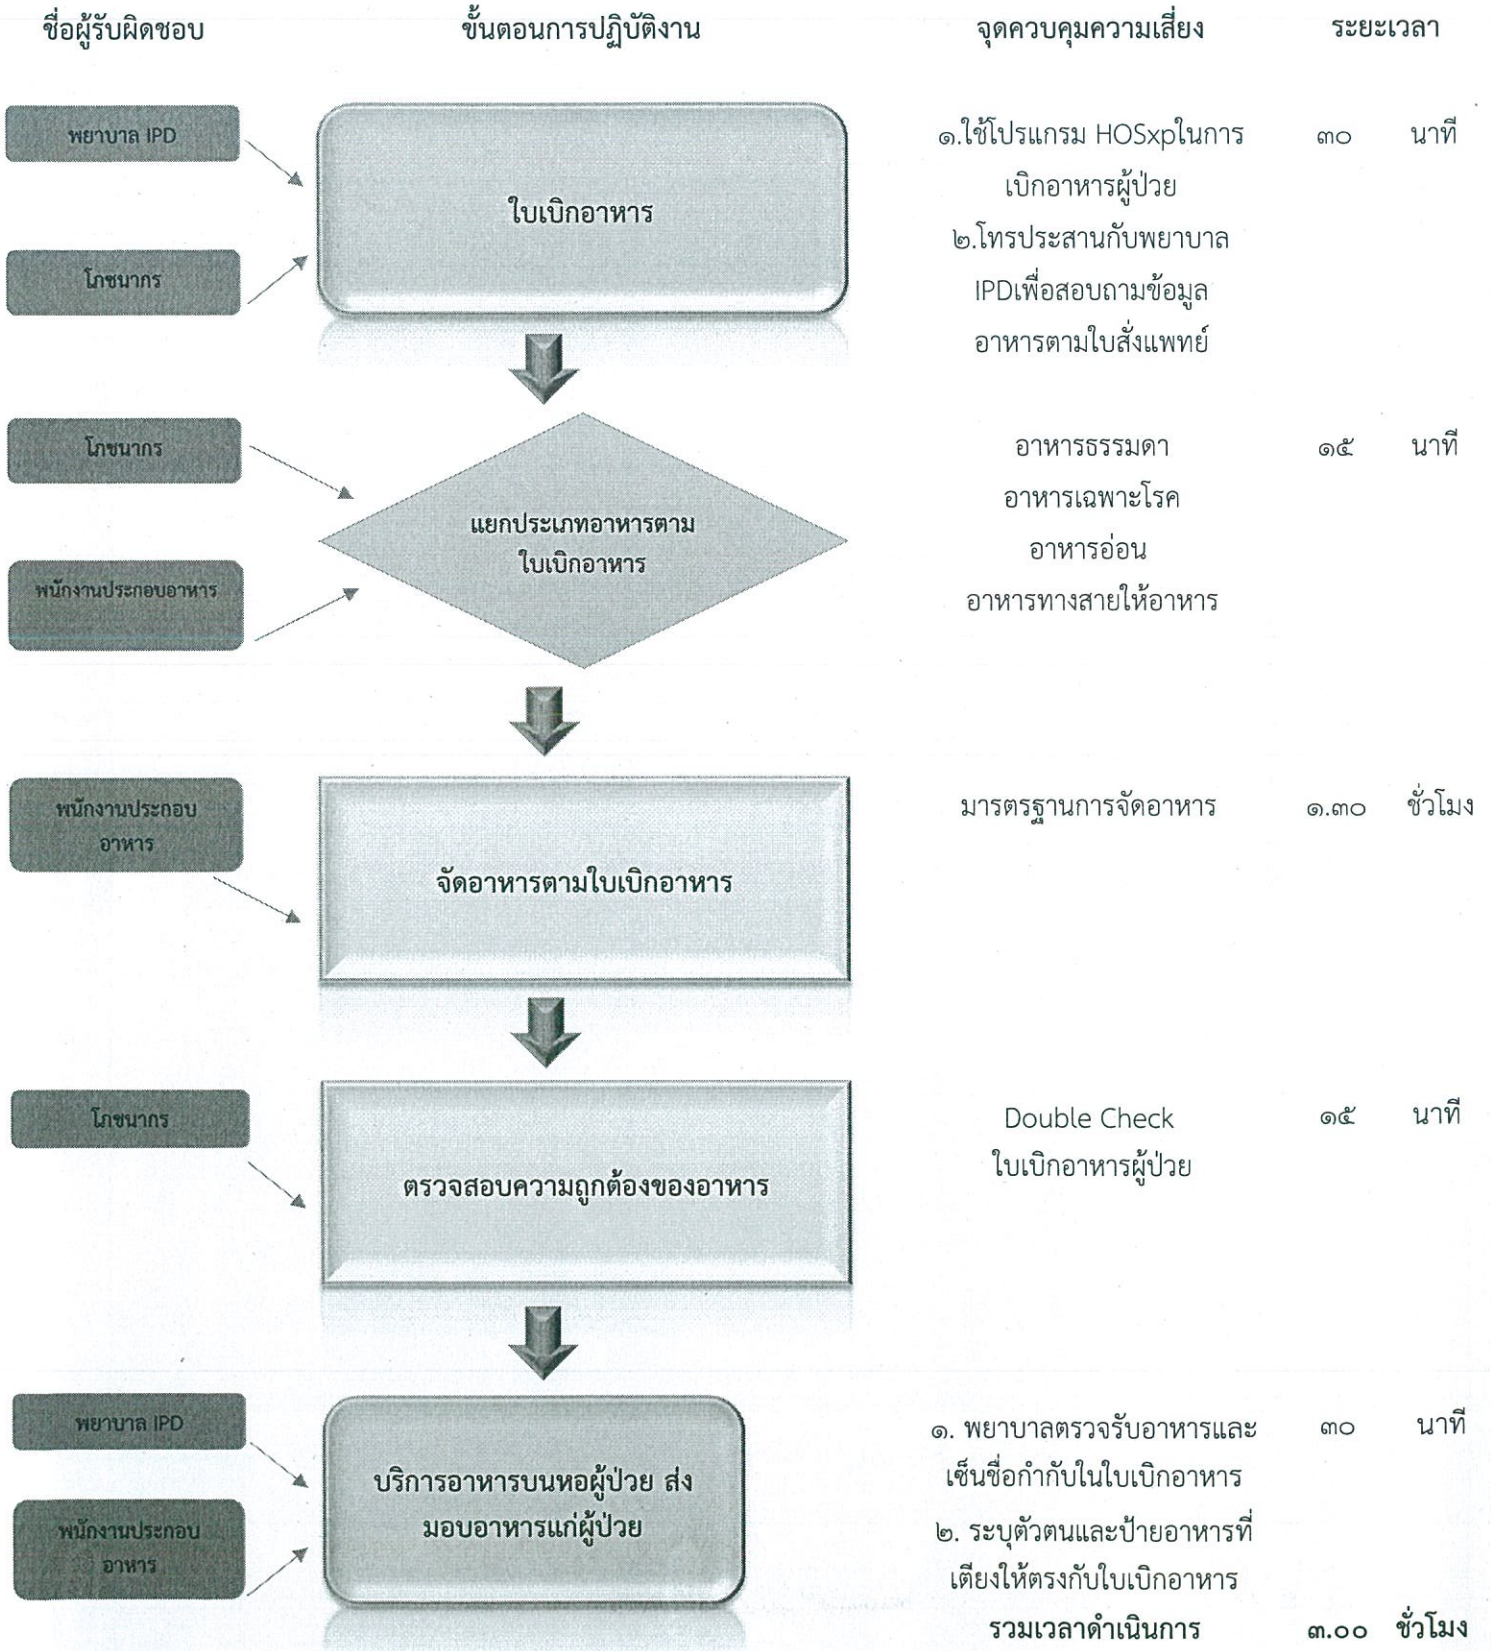 ชื่อผู้รับผิดชอบ ขั้นตอนการปฏิบัติงาน จุดควบคุมความเสี่ยง ระยะเวลา
พยาบาล IPD
โภชนากร
ใบเบิกอาหาร
๑.ใช้โปรแกรม HOSxpในการ ๓๐ นาที
เบิกอาหารผู้ป่วย
๒.โทรประสานกับพยาบาล
IPDเพื่อสอบถามข้อมูล
อาหารตามใบสั่งแพทย์
โภชนากร
พนักงานประกอบอาหาร
แยกประเภทอาหารตาม
ใบเบิกอาหาร
อาหารธรรมดา ๑๕ นาที
อาหารเฉพาะโรค
อาหารอ่อน
อาหารทางสายให้อาหาร
พนักงานประกอบ
อาหาร
จัดอาหารตามใบเบิกอาหาร
มารตรฐานการจัดอาหาร ๑.๓๐ ชั่วโมง
โภชนากร
ตรวจสอบความถูกต้องของอาหาร
Double Check ๑๕ นาที
ใบเบิกอาหารผู้ป่วย
พยาบาล IPD
พนักงานประกอบ
อาหาร
บริการอาหารบนหอผู้ป่วย ส่ง
มอบอาหารแก่ผู้ป่วย
๑. พยาบาลตรวจรับอาหารและ ๓๐ นาที
เซ็นชื่อกำกับในใบเบิกอาหาร
๒. ระบุตัวตนและป้ายอาหารที่
เตียงให้ตรงกับใบเบิกอาหาร
รวมเวลาดำเนินการ ๓.๐๐ ชั่วโมง